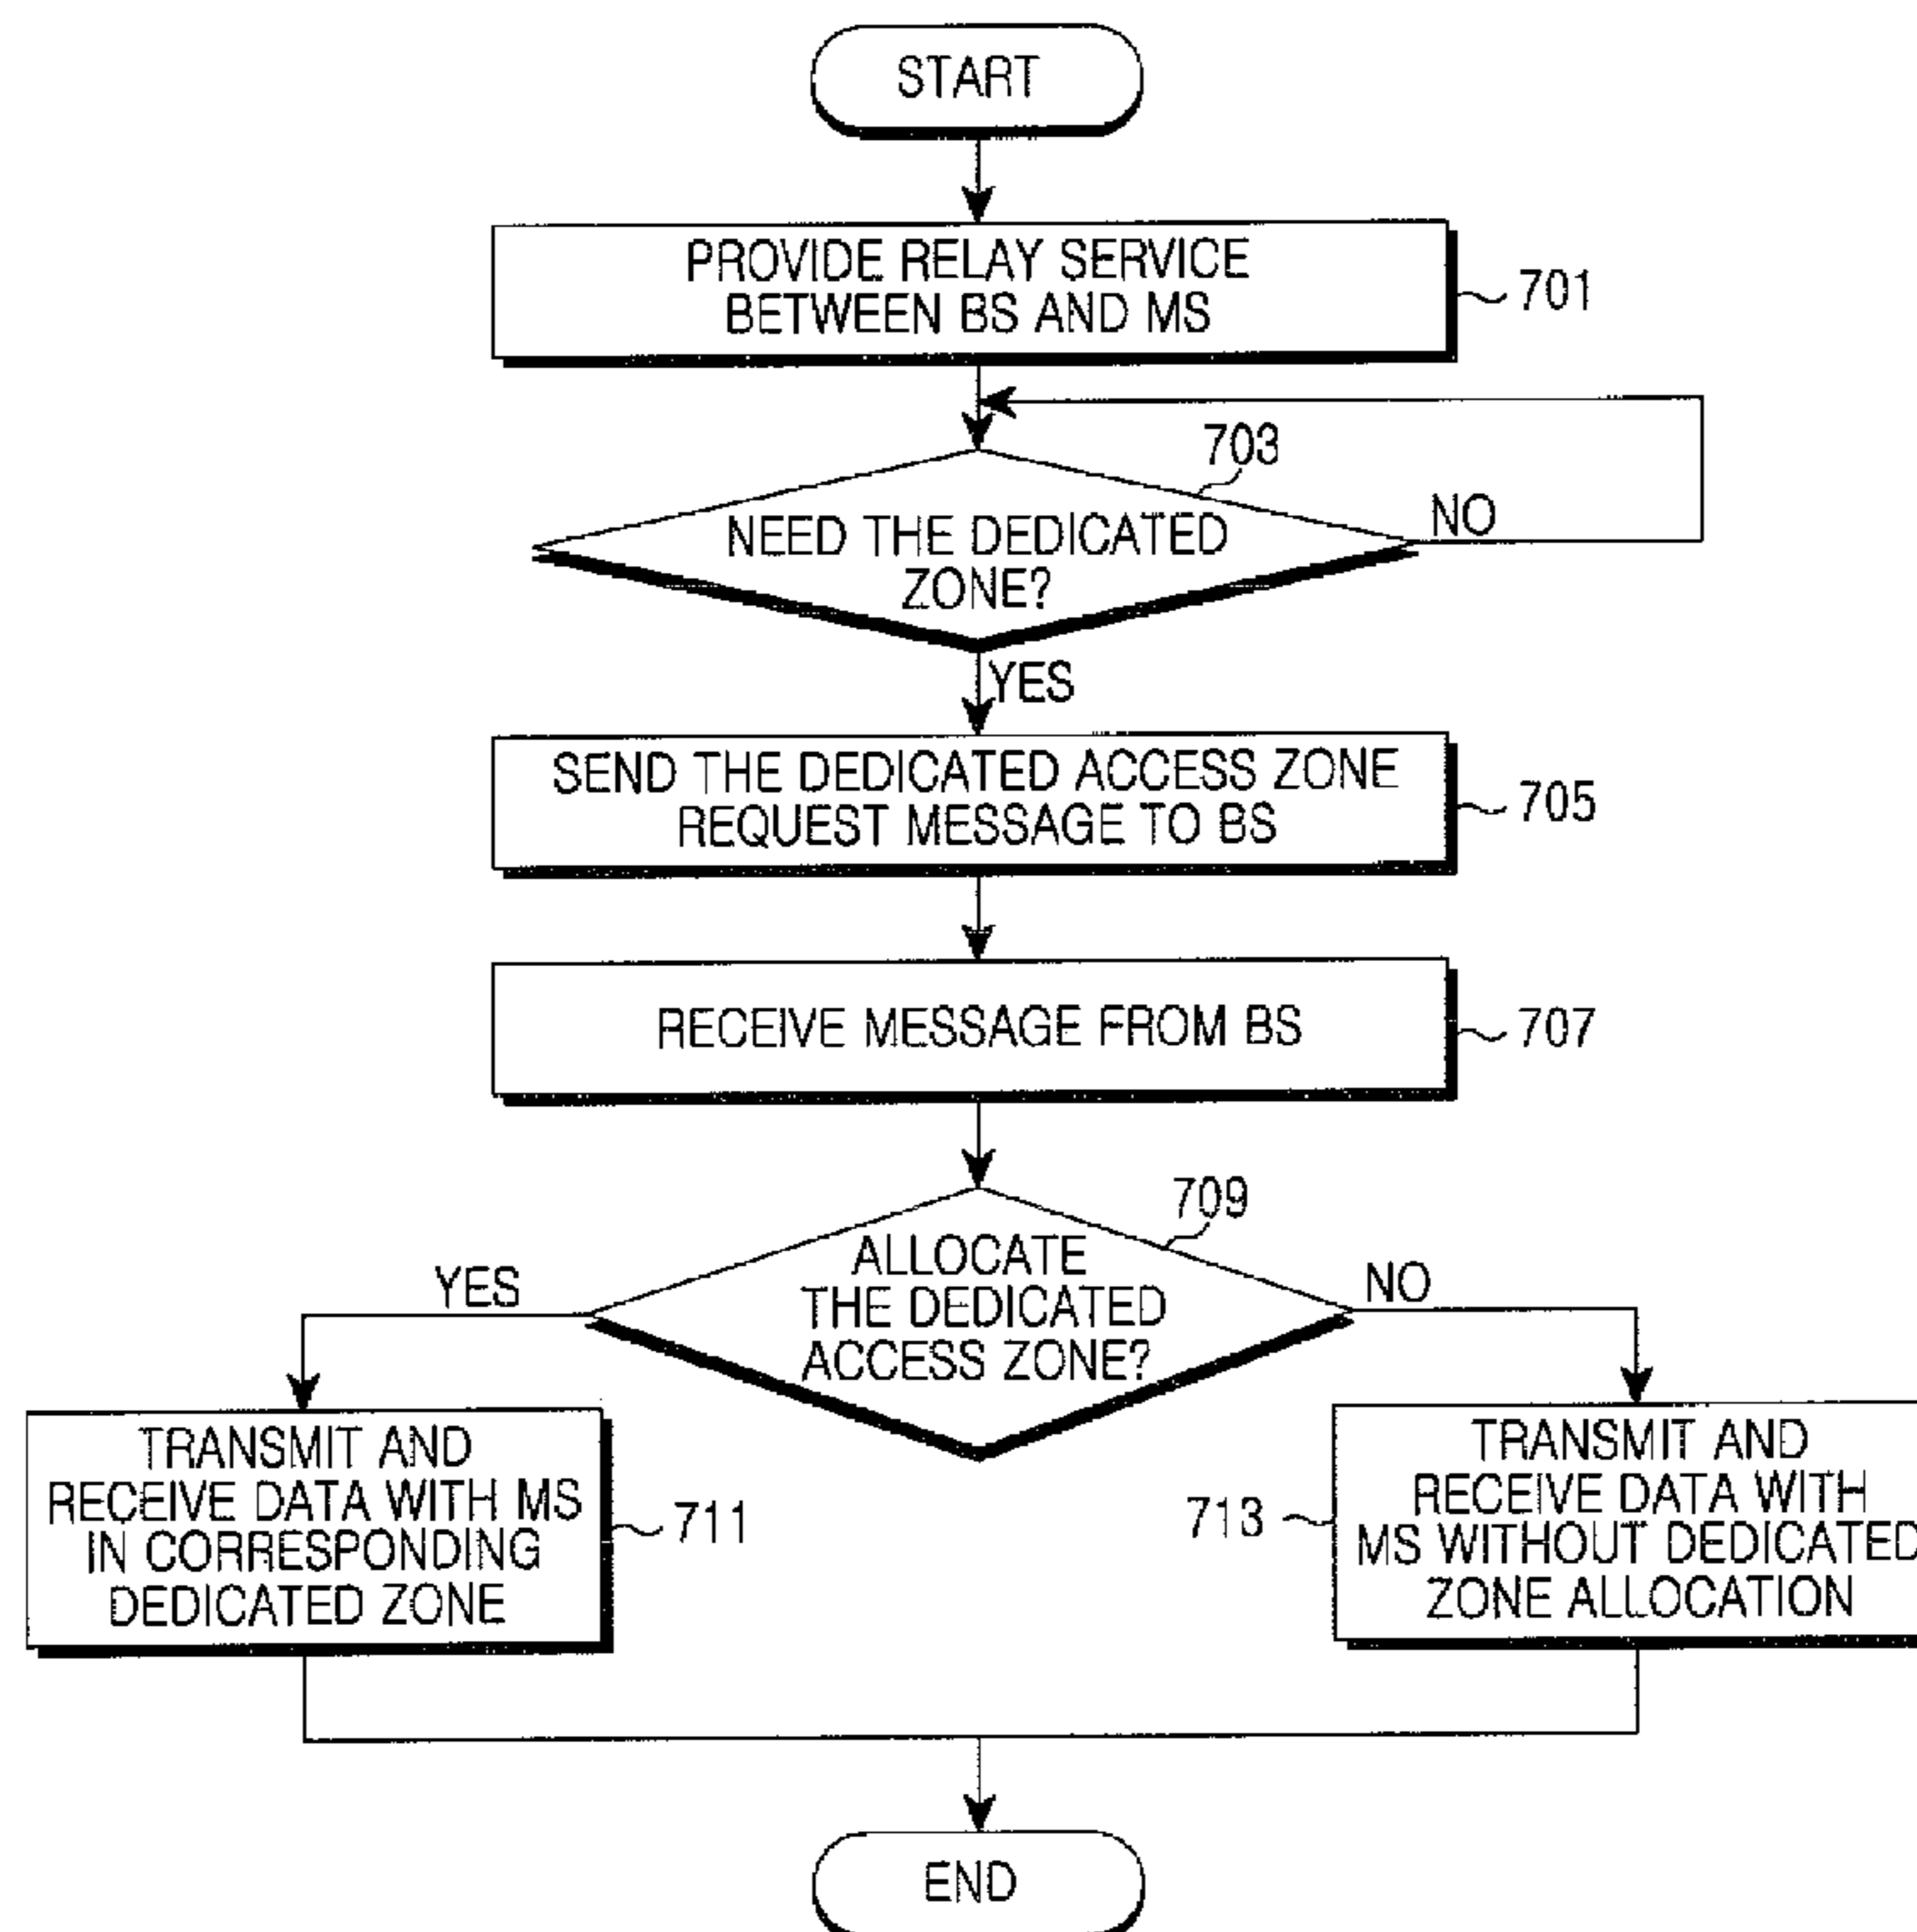 START
PROVIDE RELAY SERVICE
BETWEEN BS AND MS
701
703
NEED THE DEDICATED
ZONE?
NO
YES
SEND THE DEDICATED ACCESS ZONE
REQUEST MESSAGE TO BS
705
RECEIVE MESSAGE FROM BS
707
709
ALLOCATE
THE DEDICATED
ACCESS ZONE?
YES
NO
TRANSMIT AND
RECEIVE DATA WITH MS
IN CORRESPONDING
DEDICATED ZONE
711
713
TRANSMIT AND
RECEIVE DATA WITH
MS WITHOUT DEDICATED
ZONE ALLOCATION
END